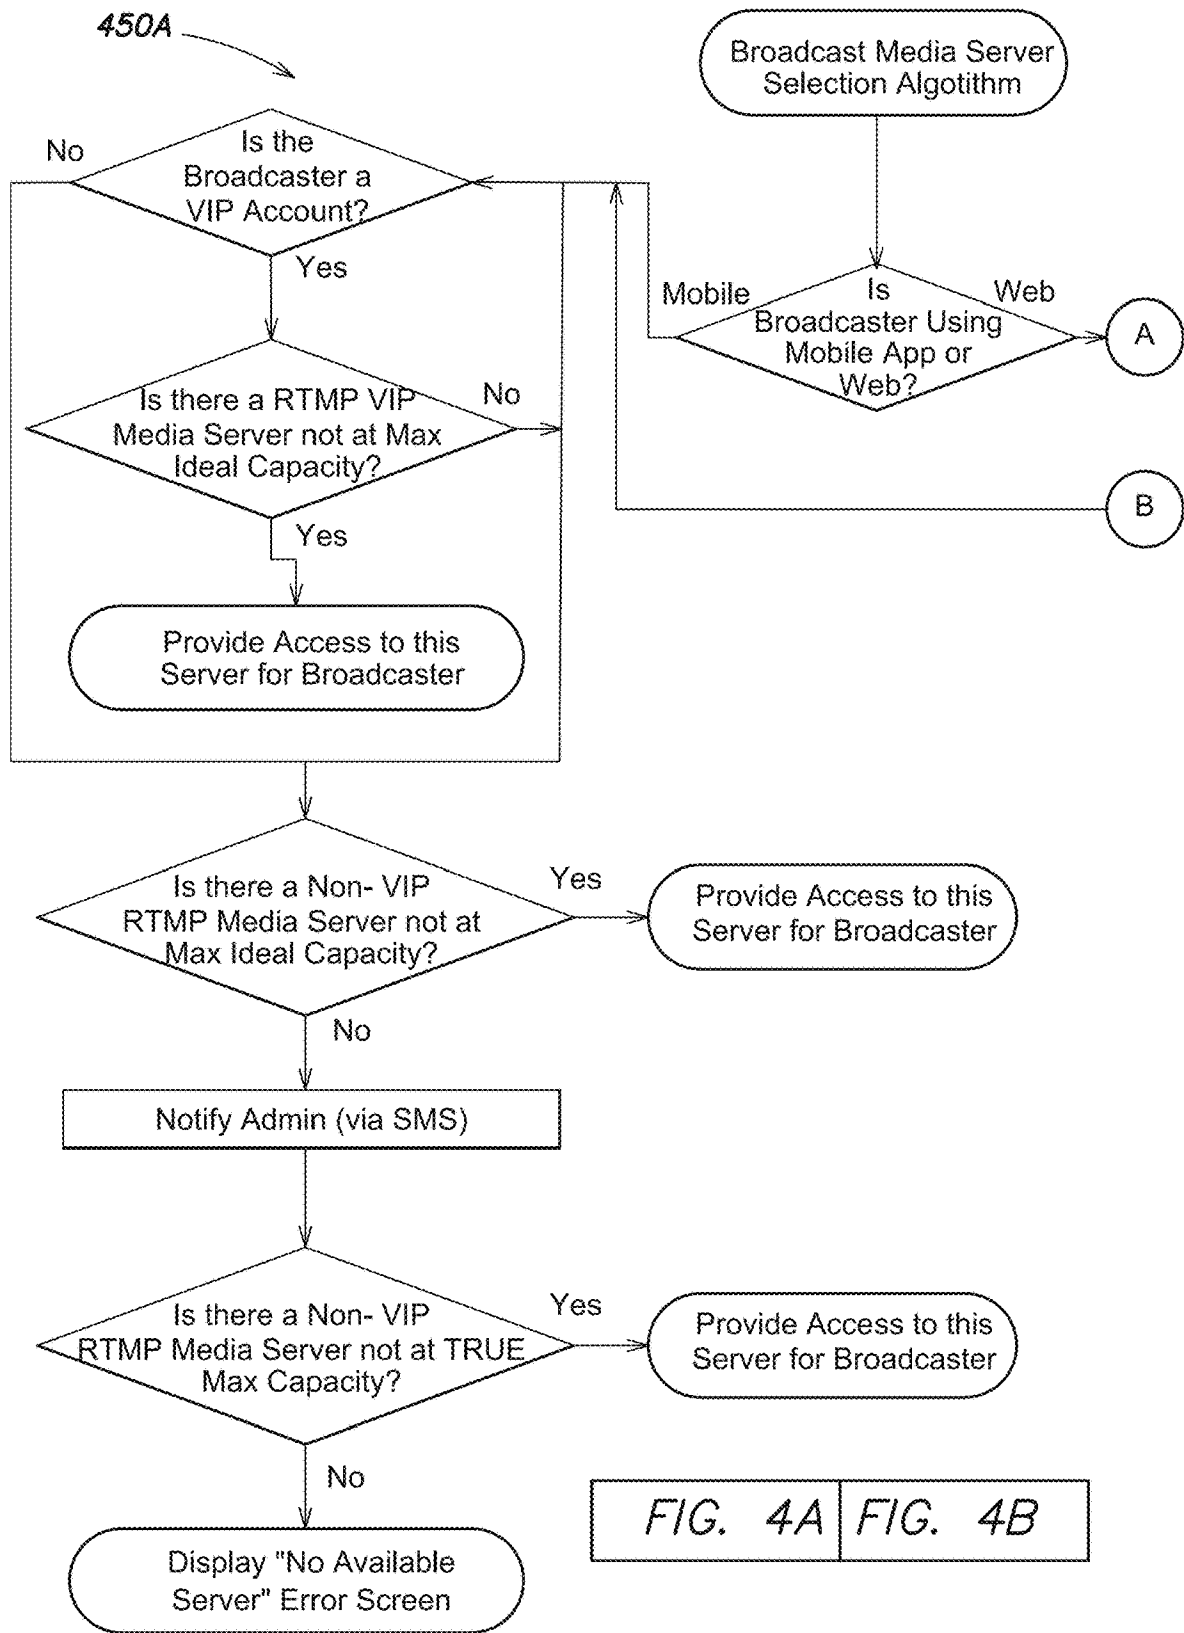 450A
Broadcast Media Server
Selection Algotithm
No
Is the
Broadcaster a
VIP Account?
Yes
Mobile
Is
Broadcaster Using
Mobile App or
Web?
Web
A
Is there a RTMP VIP
Media Server not at Max
Ideal Capacity?
No
B
Yes
Provide Access to this
Server for Broadcaster
Is there a Non- VIP
RTMP Media Server not at
Max Ideal Capacity?
Yes
Provide Access to this
Server for Broadcaster
No
Notify Admin (via SMS)
Is there a Non- VIP
RTMP Media Server not at TRUE
Max Capacity?
Yes
Provide Access to this
Server for Broadcaster
No
Display "No Available
Server" Error Screen
FIG. 4A
FIG. 4B